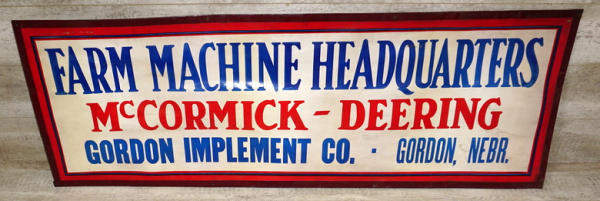 FARM MACHINE HEADQUARTERS
McCORMICK - DEERING
GORDON IMPLEMENT CO. · GORDON, NEBR.